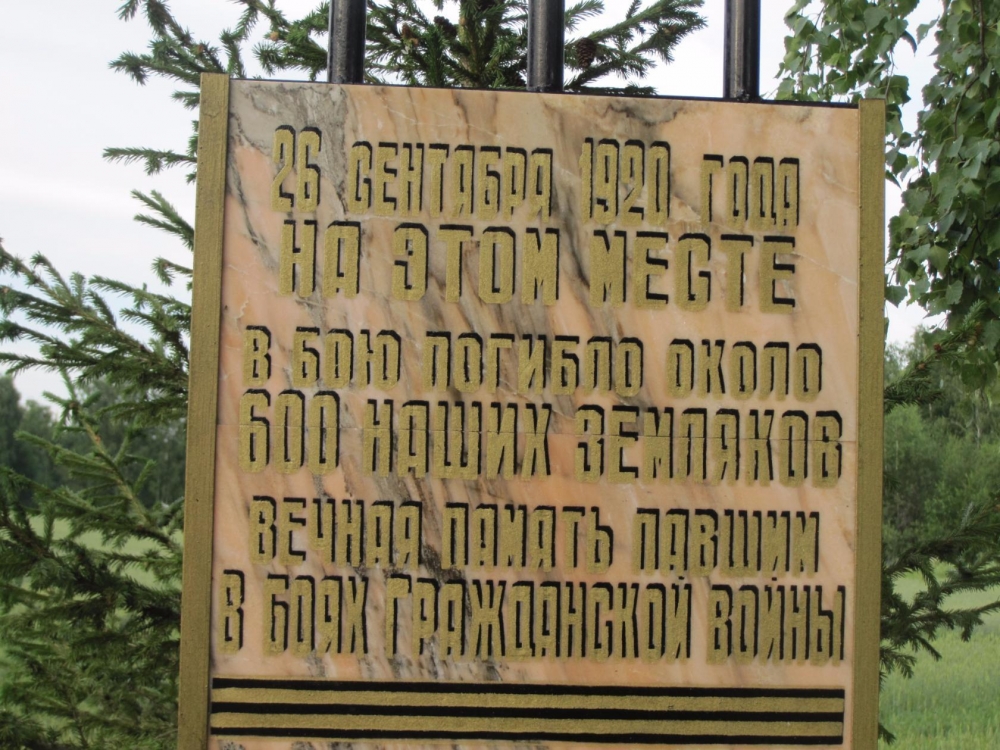 26 СЕНТЯБРЯ 1920 ГОДА
НА ЭТОМ МЕСТЕ
В БОЮ ПОГИБЛО ОКОЛО
600 НАШИХ ЗЕМЛЯКОВ
ВЕЧНАЯ ПАМЯТЬ ПАВШИМ
В БОЯХ ГРАЖДАНСКОЙ ВОЙНЫ